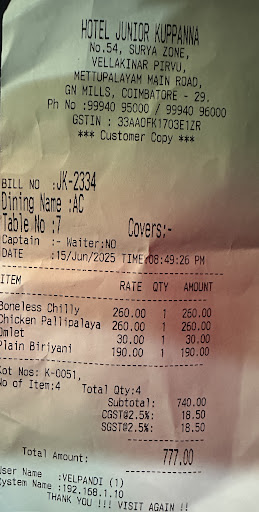 HOTEL JUNIOR KUPPANNA
No.54, SURYA ZONE,
VELLAKINAR PIRVU,
METTUPALAYAM MAIN ROAD,
GN MILLS, COIMBATORE - 29.
Ph No :99940 95000 / 99940 96000
GSTIN : 33AAOFK1703E1ZR
*** Customer Copy ***
BILL NO :JK-2334
Dining Name :AC
Table No :7 Covers:-
Captain :- Waiter:NO
DATE :15/Jun/2025 TIME:08:49:26 PM
ITEM RATE QTY AMOUNT
Boneless Chilly 260.00 1 260.00
Chicken Pallipalaya 260.00 1 260.00
Omlet 30.00 1 30.00
Plain Biriyani 190.00 1 190.00
Kot Nos: K-0051,
No of Item:4 Total Qty:4
Subtotal: 740.00
CGST@2.5%: 18.50
SGST@2.5%: 18.50
Total Amount: 777.00
User Name :VELPANDI (1)
System Name :192.168.1.10
THANK YOU !!! VISIT AGAIN !!